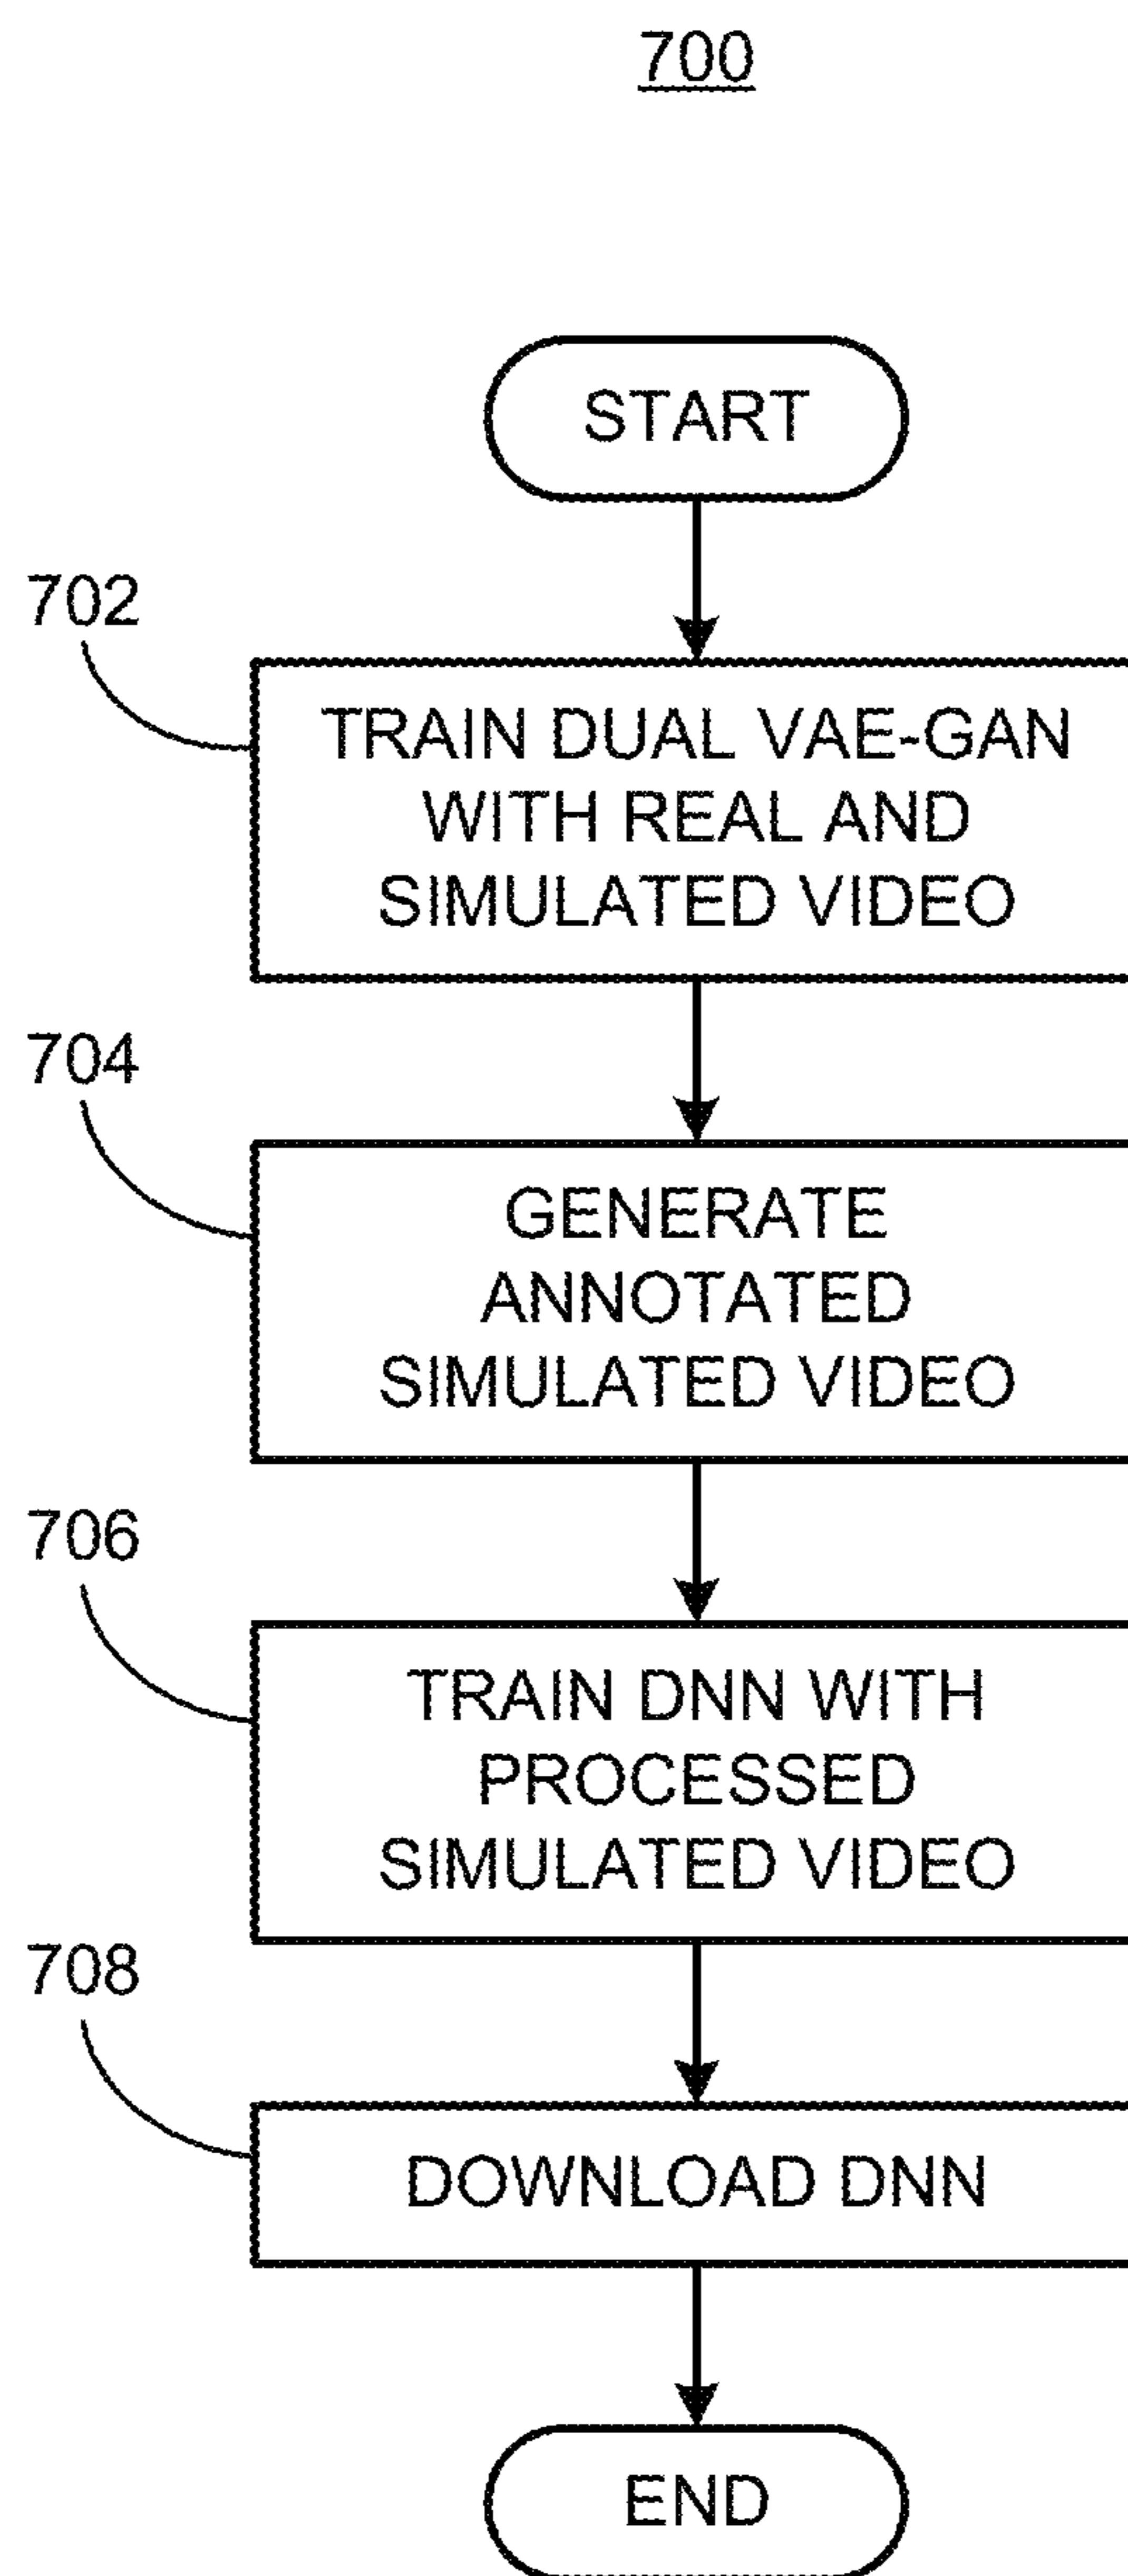 700
START
702
TRAIN DUAL VAE-GAN
WITH REAL AND
SIMULATED VIDEO
704
GENERATE
ANNOTATED
SIMULATED VIDEO
706
TRAIN DNN WITH
PROCESSED
SIMULATED VIDEO
708
DOWNLOAD DNN
END